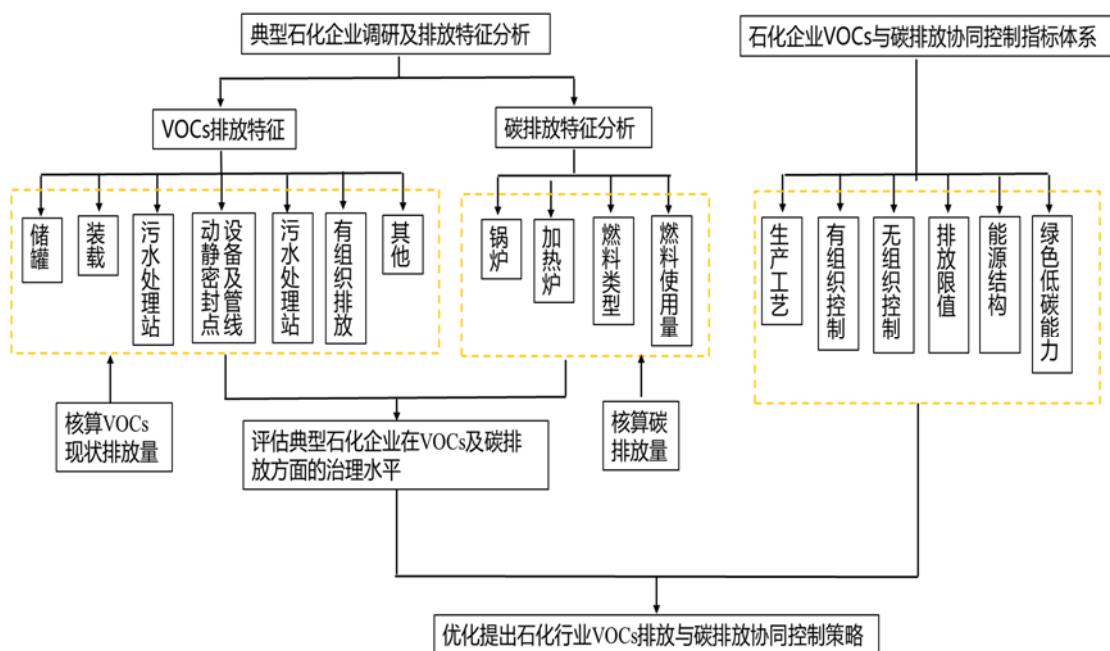 典型石化企业调研及排放特征分析
石化企业VOCs与碳排放协同控制指标体系
VOCs排放特征
碳排放特征分析
储罐
装载
污水处理站
设备及管线
动静密封点
污水处理站
有组织排放
其他
锅炉
加热炉
燃料类型
燃料使用量
生产工艺
有组织控制
无组织控制
排放限值
能源结构
绿色低碳能力
核算VOCs
现状排放量
评估典型石化企业在VOCs及碳排
放方面的治理水平
核算碳
排放量
优化提出石化行业VOCs排放与碳排放协同控制策略